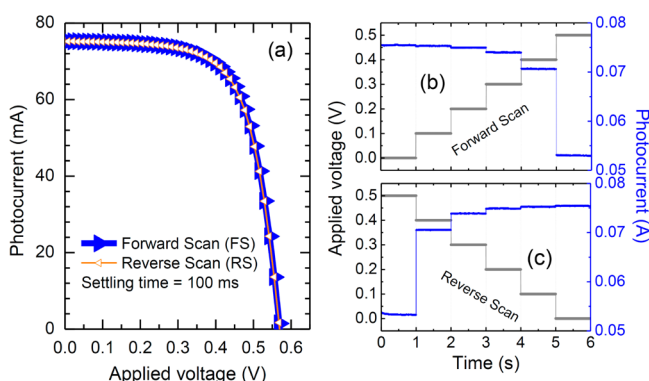 80
60
40
20
0
Photocurrent (mA)
(a)
Forward Scan (FS)
Reverse Scan (RS)
Settling time = 100 ms
0.0 0.1 0.2 0.3 0.4 0.5 0.6
Applied voltage (V)
0.5
0.4
0.3
0.2
0.1
0.0
(b)
Forward Scan
0.08
0.07
0.06
0.05
0.5
0.4
0.3
0.2
0.1
0.0
Applied voltage (V)
(c)
Reverse Scan
0.08
0.07
0.06
0.05
Photocurrent (A)
0 1 2 3 4 5 6
Time (s)